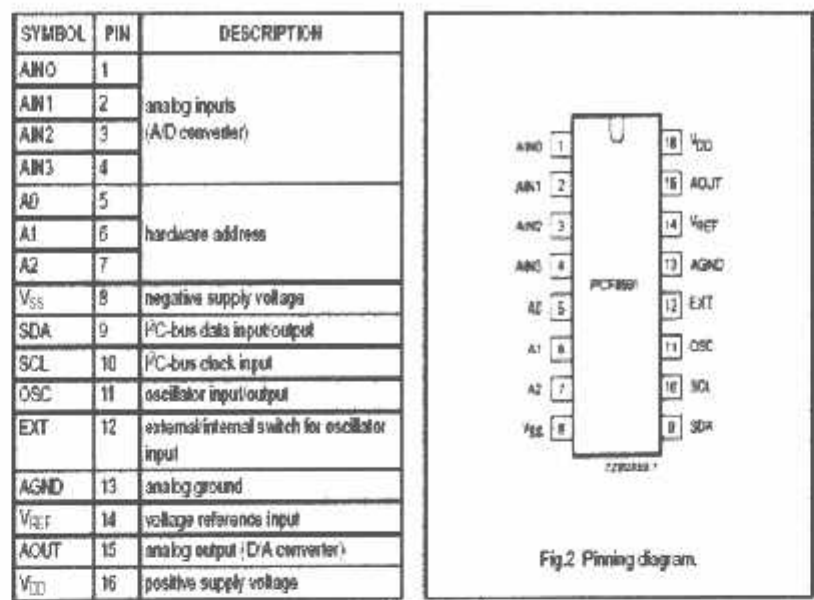 SYMBOL PIN DESCRIPTION
AIN0 1
AIN1 2 analog inputs
AIN2 3 (A/D converter)
AIN3 4
A0 5
A1 6 hardware address
A2 7
VSS 8 negative supply voltage
SDA 9 I²C-bus data input/output
SCL 10 I²C-bus clock input
OSC 11 oscillator input/output
EXT 12 external/internal switch for oscillator
input
AGND 13 analog ground
VREF 14 voltage reference input
AOUT 15 analog output (D/A converter)
VDD 16 positive supply voltage
AIN0 1 16 VDD
AIN1 2 15 AOUT
AIN2 3 14 VREF
AIN3 4 13 AGND
PCF8591
A0 5 12 EXT
A1 6 11 OSC
A2 7 10 SCL
VSS 8 9 SDA
Fig.2 Pinning diagram.